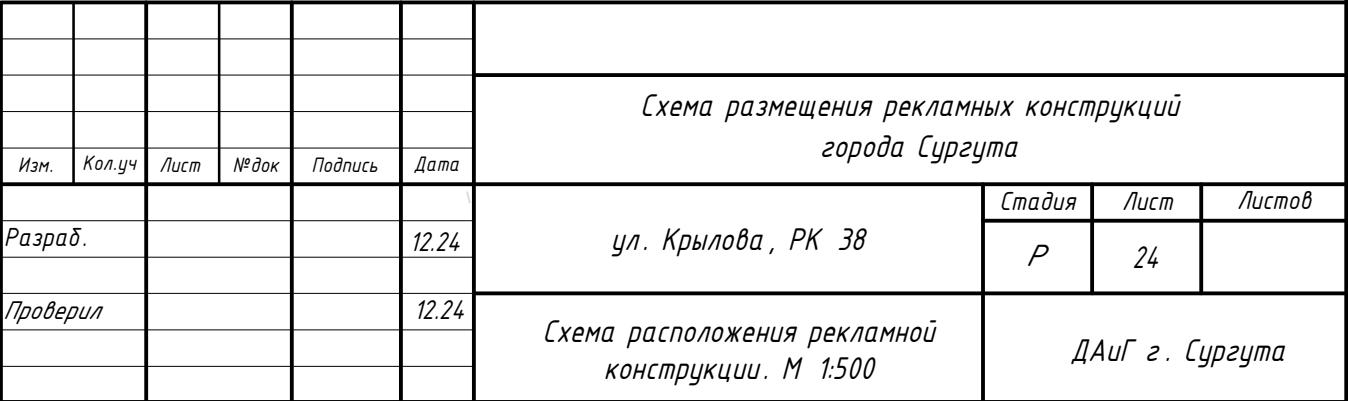 Схема размещения рекламных конструкций
города Сургута
Изм. Кол.уч Лист №док Подпись Дата
Стадия Лист Листов
Разраб. 12.24
ул. Крылова, РК 38
Р 24
Проверил 12.24
Схема расположения рекламной
конструкции. М 1:500
ДАиГ г. Сургута